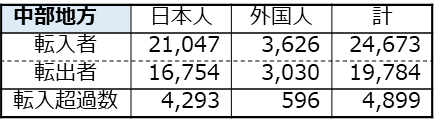 中部地方 日本人 外国人 計
転入者 21,047 3,626 24,673
転出者 16,754 3,030 19,784
転入超過数 4,293 596 4,899